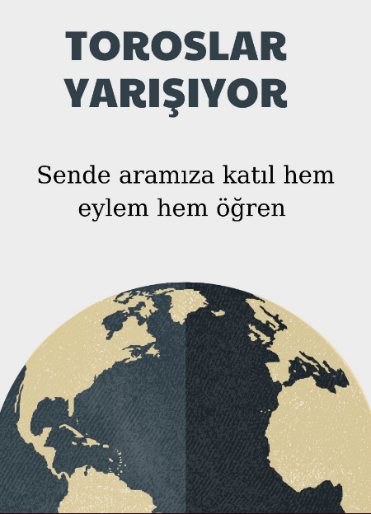 TOROSLAR
YARIŞIYOR
Sende aramıza katıl hem
eylem hem öğren